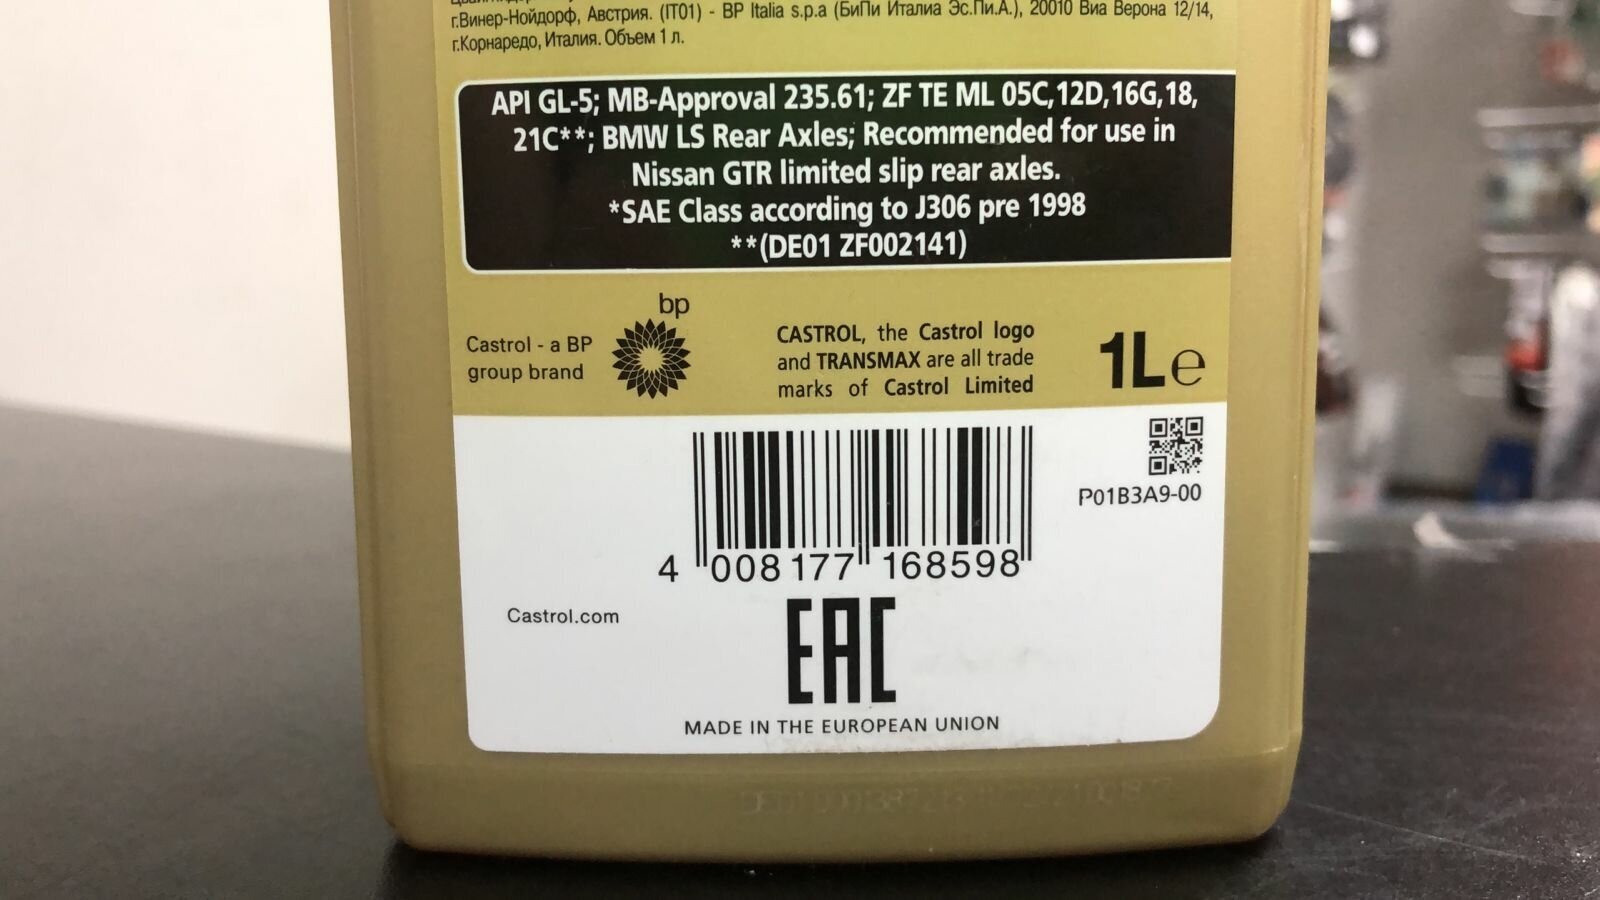 г.Винер-Нойдорф, Австрия. (IT01) - BP Italia s.p.a (БиПи Италиа Эс.Пи.А.), 20010 Виа Верона 12/14,
г.Корнаредо, Италия. Объем 1 л.
API GL-5; MB-Approval 235.61; ZF TE ML 05C,12D,16G,18,
21C**; BMW LS Rear Axles; Recommended for use in
Nissan GTR limited slip rear axles.
*SAE Class according to J306 pre 1998
**(DE01 ZF002141)
bp
Castrol - a BP
group brand
CASTROL, the Castrol logo
and TRANSMAX are all trade
marks of Castrol Limited
1L e
P01B3A9-00
4 008177 168598
Castrol.com
EAC
MADE IN THE EUROPEAN UNION